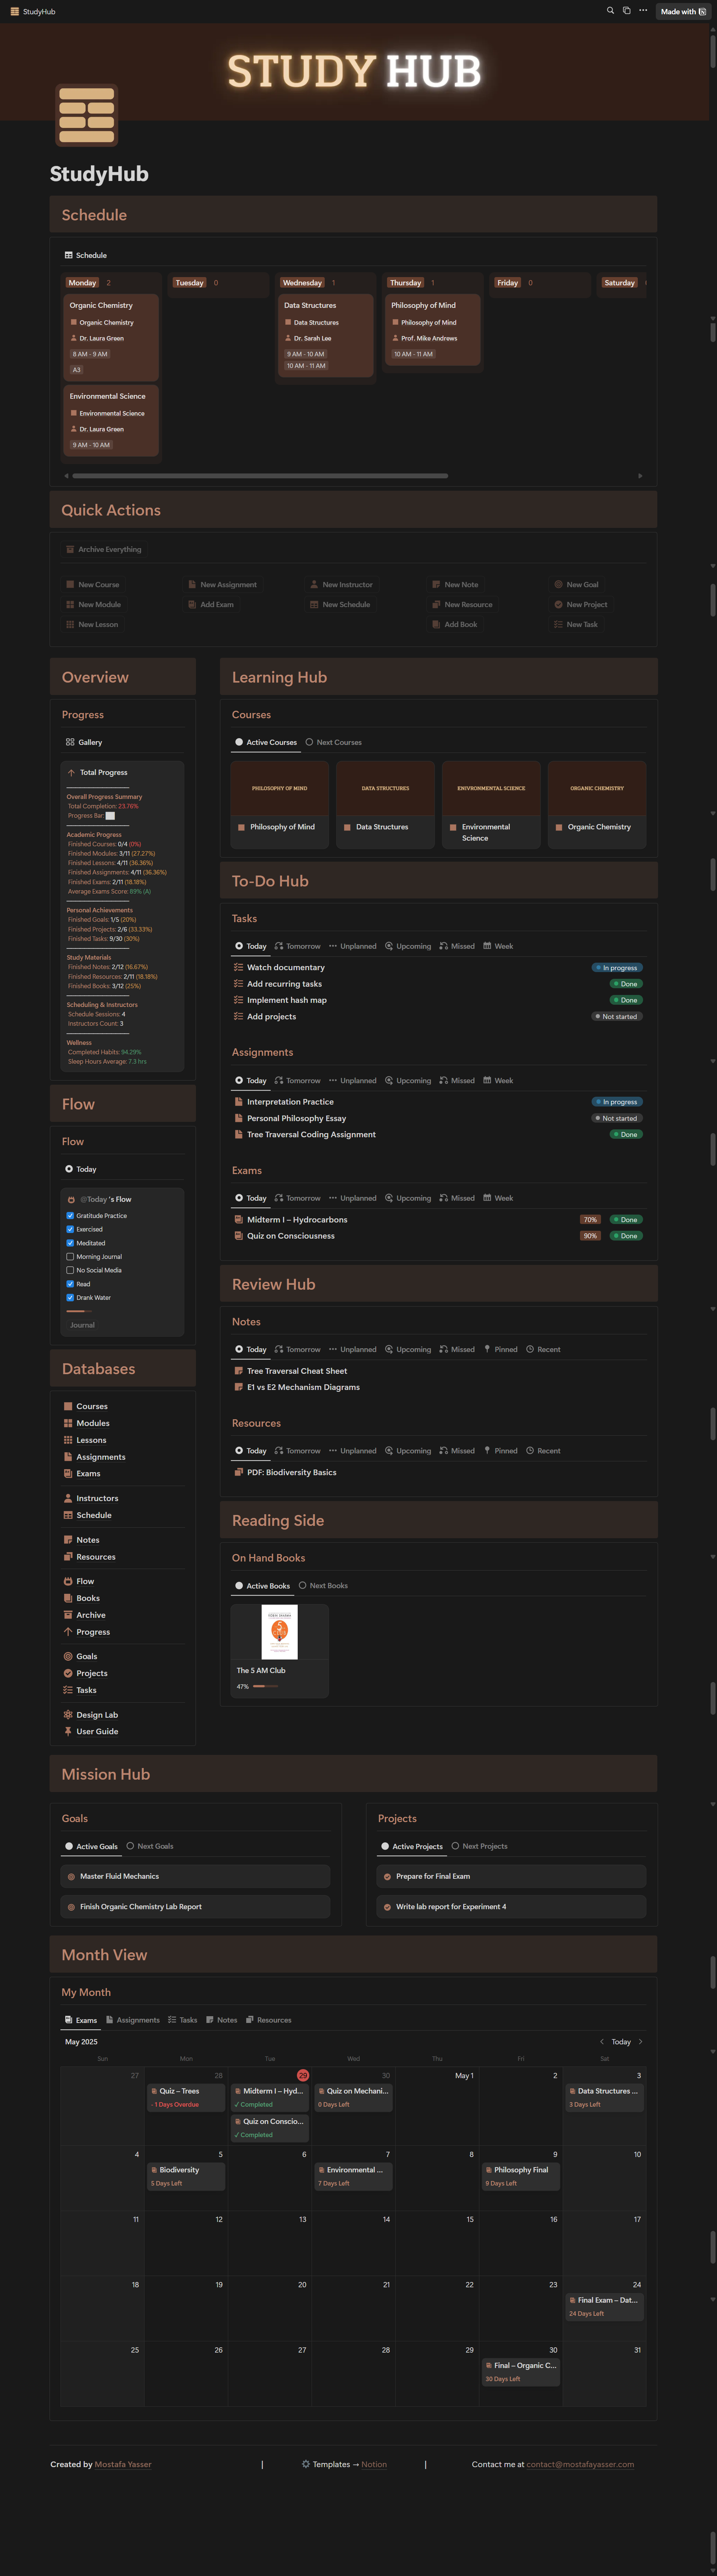 StudyHub
Made with
STUDY HUB
StudyHub
Schedule
Schedule
Monday 2
Tuesday 0
Wednesday 1
Thursday 1
Friday 0
Saturday
Organic Chemistry
Organic Chemistry
Dr. Laura Green
8 AM - 9 AM
A3
Environmental Science
Environmental Science
Dr. Laura Green
9 AM - 10 AM
Data Structures
Data Structures
Dr. Sarah Lee
9 AM - 10 AM
10 AM - 11 AM
Philosophy of Mind
Philosophy of Mind
Prof. Mike Andrews
10 AM - 11 AM
Quick Actions
Archive Everything
New Course
New Module
New Lesson
New Assignment
Add Exam
New Instructor
New Schedule
New Note
New Resource
Add Book
New Goal
New Project
New Task
Overview
Progress
Gallery
Total Progress
Overall Progress Summary
Total Completion: 23.76%
Progress Bar:
Academic Progress
Finished Courses: 0/4 (0%)
Finished Modules: 3/11 (27.27%)
Finished Lessons: 4/11 (36.36%)
Finished Assignments: 4/11 (36.36%)
Finished Exams: 2/11 (18.18%)
Average Exams Score: 89% (A)
Personal Achievements
Finished Goals: 1/5 (20%)
Finished Projects: 2/6 (33.33%)
Finished Tasks: 9/30 (30%)
Study Materials
Finished Notes: 2/12 (16.67%)
Finished Resources: 2/11 (18.18%)
Finished Books: 3/12 (25%)
Scheduling & Instructors
Schedule Sessions: 4
Instructors Count: 3
Wellness
Completed Habits: 94.29%
Sleep Hours Average: 7.3 hrs
Flow
Flow
Today
@Today 's Flow
Gratitude Practice
Exercised
Meditated
Morning Journal
No Social Media
Read
Drank Water
Journal
Databases
Courses
Modules
Lessons
Assignments
Exams
Instructors
Schedule
Notes
Resources
Flow
Books
Archive
Progress
Goals
Projects
Tasks
Design Lab
User Guide
Learning Hub
Courses
Active Courses Next Courses
PHILOSOPHY OF MIND
Philosophy of Mind
DATA STRUCTURES
Data Structures
ENIVRONMENTAL SCIENCE
Environmental
Science
ORGANIC CHEMISTRY
Organic Chemistry
To-Do Hub
Tasks
Today Tomorrow Unplanned Upcoming Missed Week
Watch documentary In progress
Add recurring tasks Done
Implement hash map Done
Add projects Not started
Assignments
Today Tomorrow Unplanned Upcoming Missed Week
Interpretation Practice In progress
Personal Philosophy Essay Not started
Tree Traversal Coding Assignment Done
Exams
Today Tomorrow Unplanned Upcoming Missed Week
Midterm I – Hydrocarbons 70% Done
Quiz on Consciousness 90% Done
Review Hub
Notes
Today Tomorrow Unplanned Upcoming Missed Pinned Recent
Tree Traversal Cheat Sheet
E1 vs E2 Mechanism Diagrams
Resources
Today Tomorrow Unplanned Upcoming Missed Pinned Recent
PDF: Biodiversity Basics
Reading Side
On Hand Books
Active Books Next Books
The 5 AM Club
47%
Mission Hub
Goals
Active Goals Next Goals
Master Fluid Mechanics
Finish Organic Chemistry Lab Report
Projects
Active Projects Next Projects
Prepare for Final Exam
Write lab report for Experiment 4
Month View
My Month
Exams Assignments Tasks Notes Resources
May 2025 Today
Sun Mon Tue Wed Thu Fri Sat
27 28 29 30 May 1 2 3
Quiz – Trees
- 1 Days Overdue
Midterm I – Hyd...
✓ Completed
Quiz on Conscio...
✓ Completed
Quiz on Mechani...
0 Days Left
Data Structures ...
3 Days Left
4 5 6 7 8 9 10
Biodiversity
5 Days Left
Environmental ...
7 Days Left
Philosophy Final
9 Days Left
11 12 13 14 15 16 17
18 19 20 21 22 23 24
Final Exam – Dat...
24 Days Left
25 26 27 28 29 30 31
Final – Organic C...
30 Days Left
Created by Mostafa Yasser | Templates → Notion | Contact me at contact@mostafayasser.com